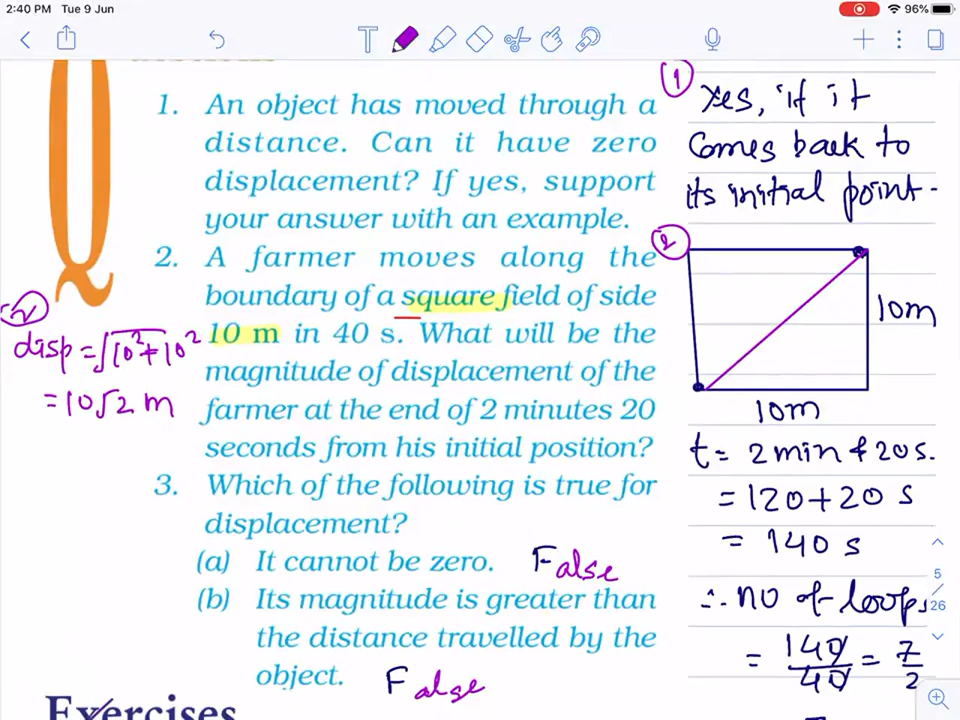 2:40 PM Tue 9 Jun
96%
T
Q
1. An object has moved through a
distance. Can it have zero
displacement? If yes, support
your answer with an example.
2. A farmer moves along the
boundary of a square field of side
10 m in 40 s. What will be the
magnitude of displacement of the
farmer at the end of 2 minutes 20
seconds from his initial position?
3. Which of the following is true for
displacement?
(a) It cannot be zero. False
(b) Its magnitude is greater than
the distance travelled by the
object. False
Exercises
disp = √10² + 10²
= 10√2 m
1
Yes, if it
comes back to
its initial point-
2
10m
10m
t = 2 min & 20 s.
= 120 + 20 s
= 140 s
∴ no of loops
= 140/40 = 7/2
5
/
26